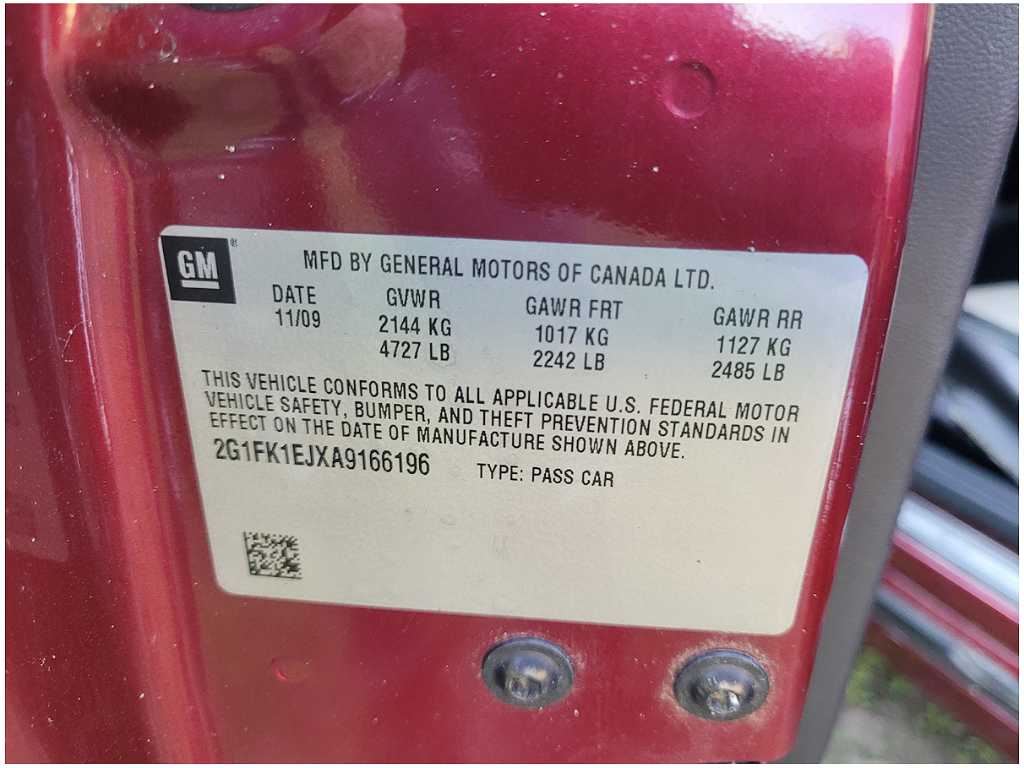 GM
MFD BY GENERAL MOTORS OF CANADA LTD.
DATE GVWR GAWR FRT GAWR RR
11/09 2144 KG 1017 KG 1127 KG
4727 LB 2242 LB 2485 LB
THIS VEHICLE CONFORMS TO ALL APPLICABLE U.S. FEDERAL MOTOR
VEHICLE SAFETY, BUMPER, AND THEFT PREVENTION STANDARDS IN
EFFECT ON THE DATE OF MANUFACTURE SHOWN ABOVE.
2G1FK1EJXA9166196 TYPE: PASS CAR